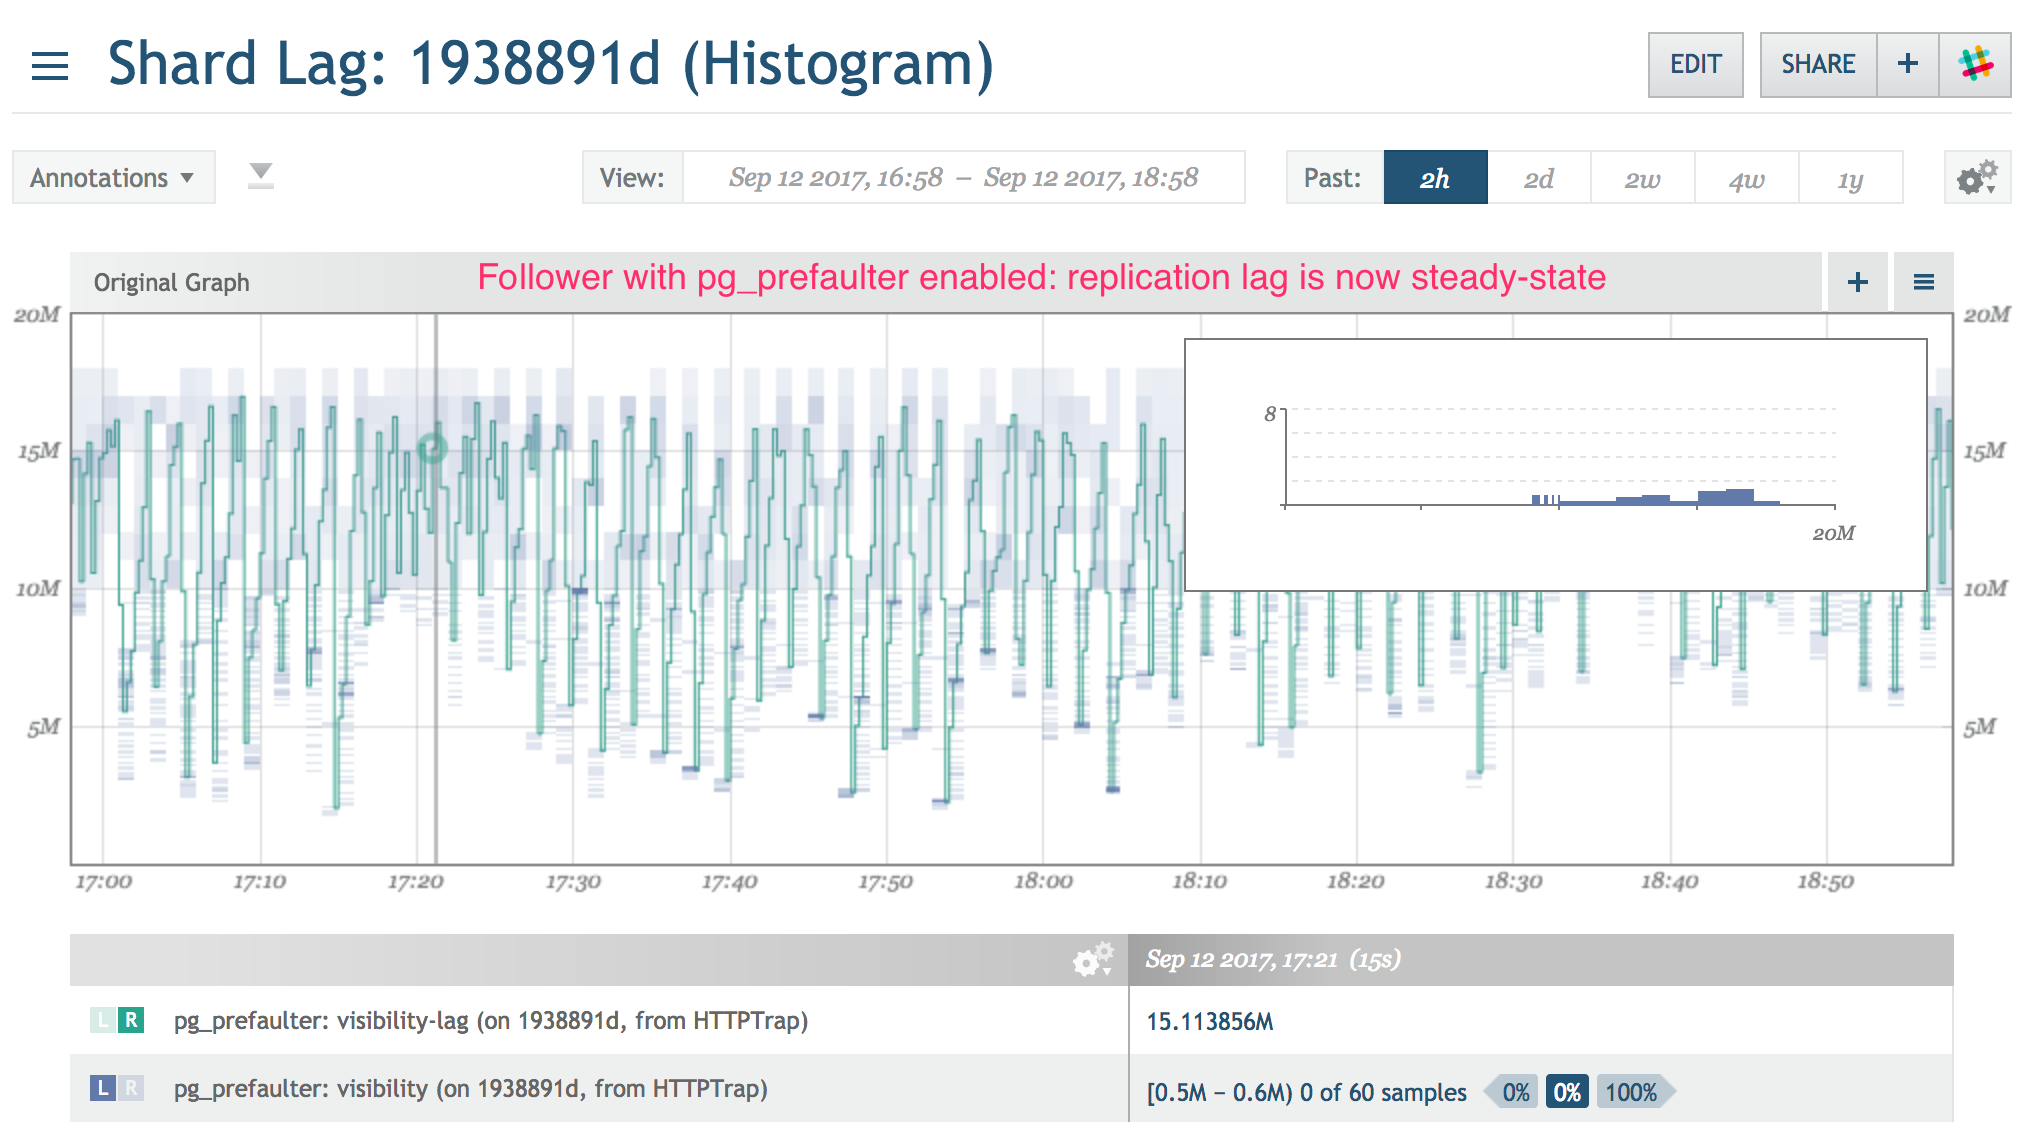 Shard Lag: 1938891d (Histogram)
EDIT
SHARE
+
Annotations
View:
Sep 12 2017, 16:58 – Sep 12 2017, 18:58
Past:
2h
2d
2w
4w
1y
Original Graph
Follower with pg_prefaulter enabled: replication lag is now steady-state
+
20M
15M
10M
5M
20M
15M
10M
5M
8
20M
17:00
17:10
17:20
17:30
17:40
17:50
18:00
18:10
18:20
18:30
18:40
18:50
Sep 12 2017, 17:21 (15s)
L R pg_prefaulter: visibility-lag (on 1938891d, from HTTPTrap)
15.113856M
L R pg_prefaulter: visibility (on 1938891d, from HTTPTrap)
[0.5M – 0.6M) 0 of 60 samples 0% 0% 100%